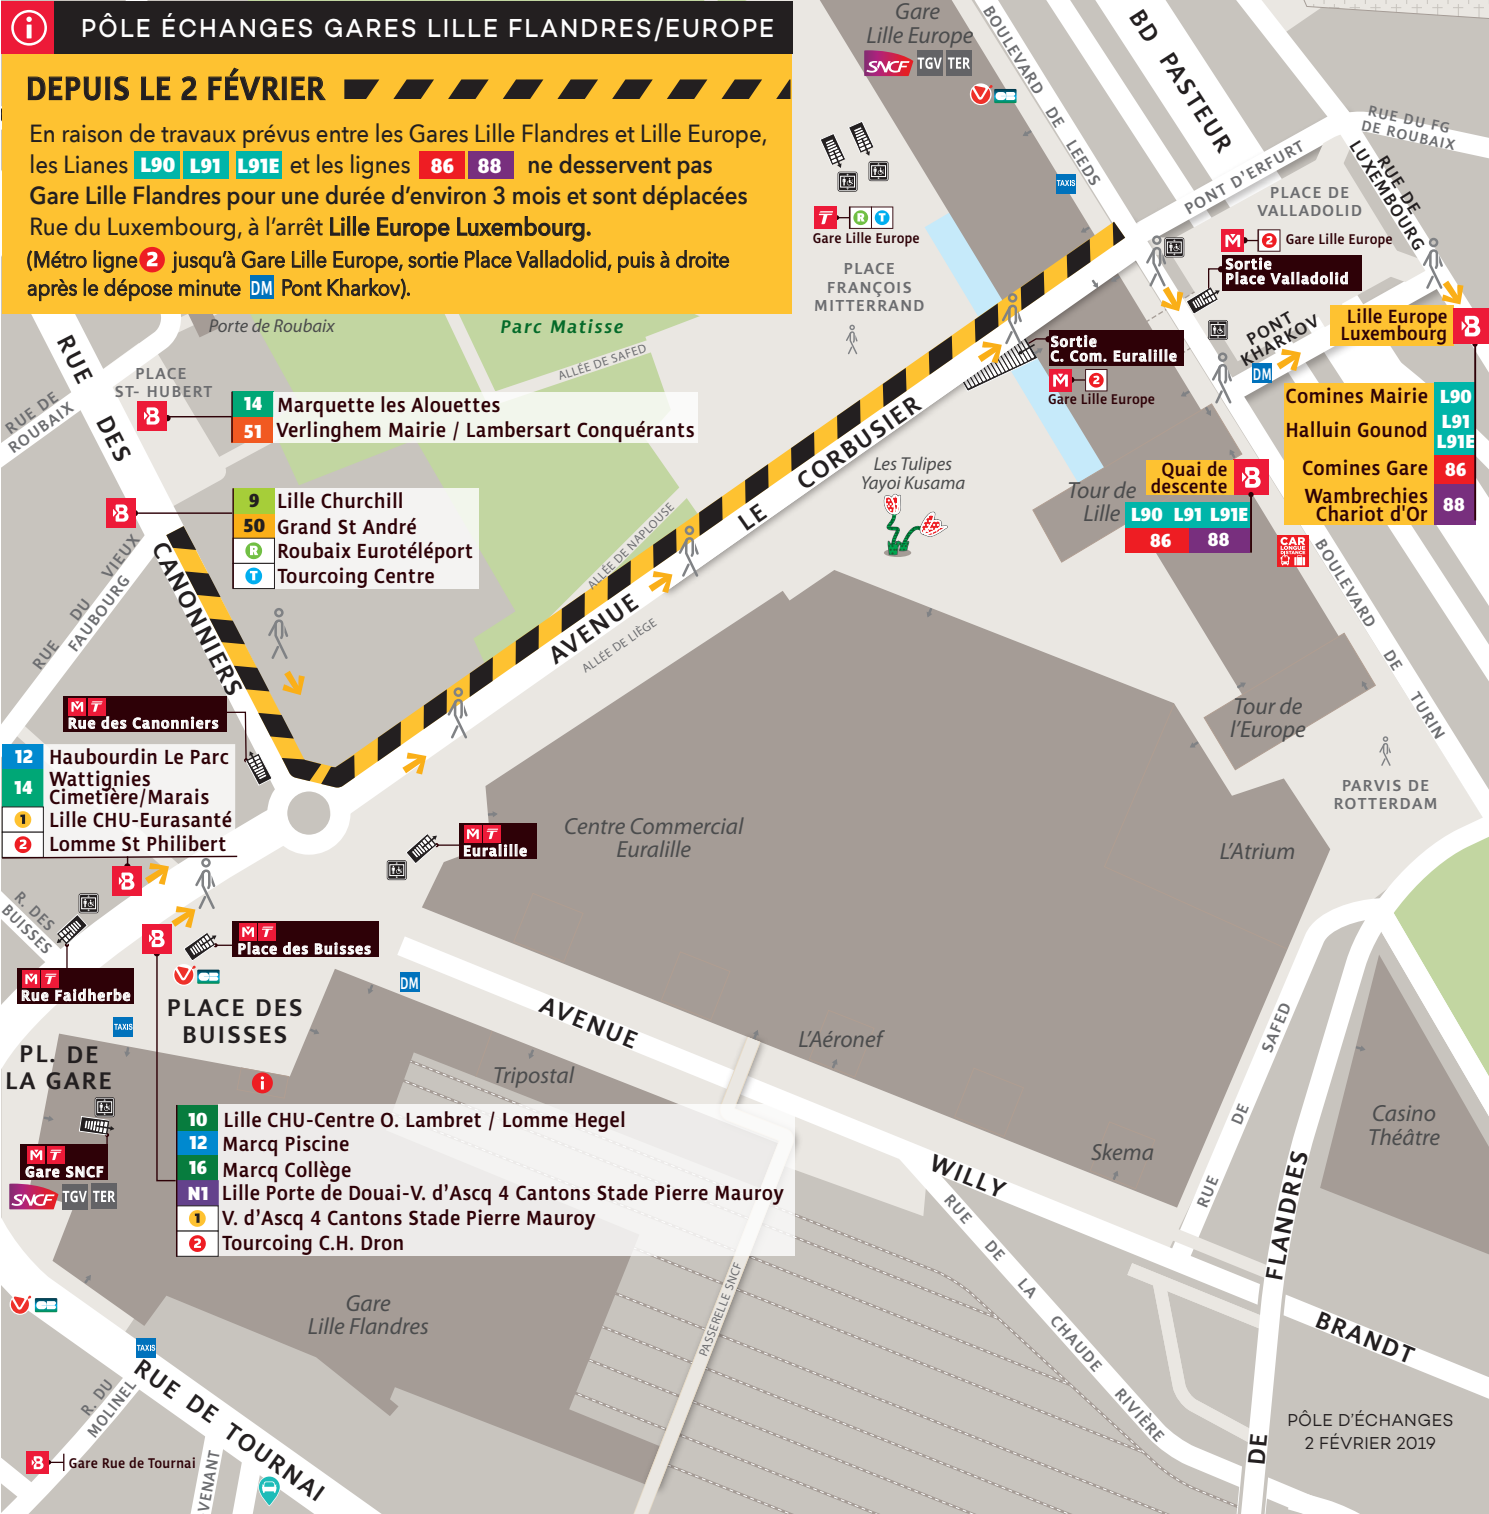 PÔLE ÉCHANGES GARES LILLE FLANDRES/EUROPE
DEPUIS LE 2 FÉVRIER
En raison de travaux prévus entre les Gares Lille Flandres et Lille Europe,
les Lianes L90 L91 L91E et les lignes 86 88 ne desservent pas
Gare Lille Flandres pour une durée d'environ 3 mois et sont déplacées
Rue du Luxembourg, à l'arrêt Lille Europe Luxembourg.
(Métro ligne 2 jusqu'à Gare Lille Europe, sortie Place Valladolid, puis à droite
après le dépose minute DM Pont Kharkov).
Gare
Lille Europe
SNCF TGV TER
BOULEVARD DE LEEDS
BD PASTEUR
RUE DU FG
DE ROUBAIX
PONT D'ERFURT
RUE DE
LUXEMBOURG
PLACE DE
VALLADOLID
TAXIS
T R T
Gare Lille Europe
M 2 Gare Lille Europe
Sortie
Place Valladolid
PLACE
FRANÇOIS
MITTERRAND
PONT
KHARKOV
DM
Lille Europe
Luxembourg
B
Sortie
C. Com. Euralille
M 2
Gare Lille Europe
Comines Mairie L90
Halluin Gounod L91
L91E
Comines Gare 86
Wambrechies
Chariot d'Or 88
Quai de
descente
B
L90 L91 L91E
86 88
Tour de
Lille
CAR
LONGUE
DISTANCE
BOULEVARD DE TURIN
Porte de Roubaix
Parc Matisse
ALLÉE DE SAFED
RUE DES CANONNIERS
PLACE
ST- HUBERT
RUE DE
ROUBAIX
B
14 Marquette les Alouettes
51 Verlinghem Mairie / Lambersart Conquérants
B
9 Lille Churchill
50 Grand St André
R Roubaix Eurotéléport
T Tourcoing Centre
RUE DU VIEUX
FAUBOURG
AVENUE LE CORBUSIER
Les Tulipes
Yayoi Kusama
ALLÉE DE NAPLOUSE
ALLÉE DE LIÈGE
M T
Rue des Canonniers
12 Haubourdin Le Parc
14 Wattignies
Cimetière/Marais
1 Lille CHU-Eurasanté
2 Lomme St Philibert
B
R. DES
BUISSES
M T
Euralille
Centre Commercial
Euralille
Tour de
l'Europe
PARVIS DE
ROTTERDAM
L'Atrium
B
M T
Place des Buisses
M T
Rue Faidherbe
PLACE DES
BUISSES
TAXIS
DM
PL. DE
LA GARE
AVENUE WILLY BRANDT
L'Aéronef
Tripostal
M T
Gare SNCF
SNCF TGV TER
10 Lille CHU-Centre O. Lambret / Lomme Hegel
12 Marcq Piscine
16 Marcq Collège
N1 Lille Porte de Douai-V. d'Ascq 4 Cantons Stade Pierre Mauroy
1 V. d'Ascq 4 Cantons Stade Pierre Mauroy
2 Tourcoing C.H. Dron
RUE DE SAFED
Casino
Théâtre
Skema
RUE DE LA CHAUDE RIVIÈRE
DE FLANDRES
PASSERELLE SNCF
Gare
Lille Flandres
TAXIS
R. DU
MOLINEL
RUE DE TOURNAI
B Gare Rue de Tournai
VENANT
PÔLE D'ÉCHANGES
2 FÉVRIER 2019